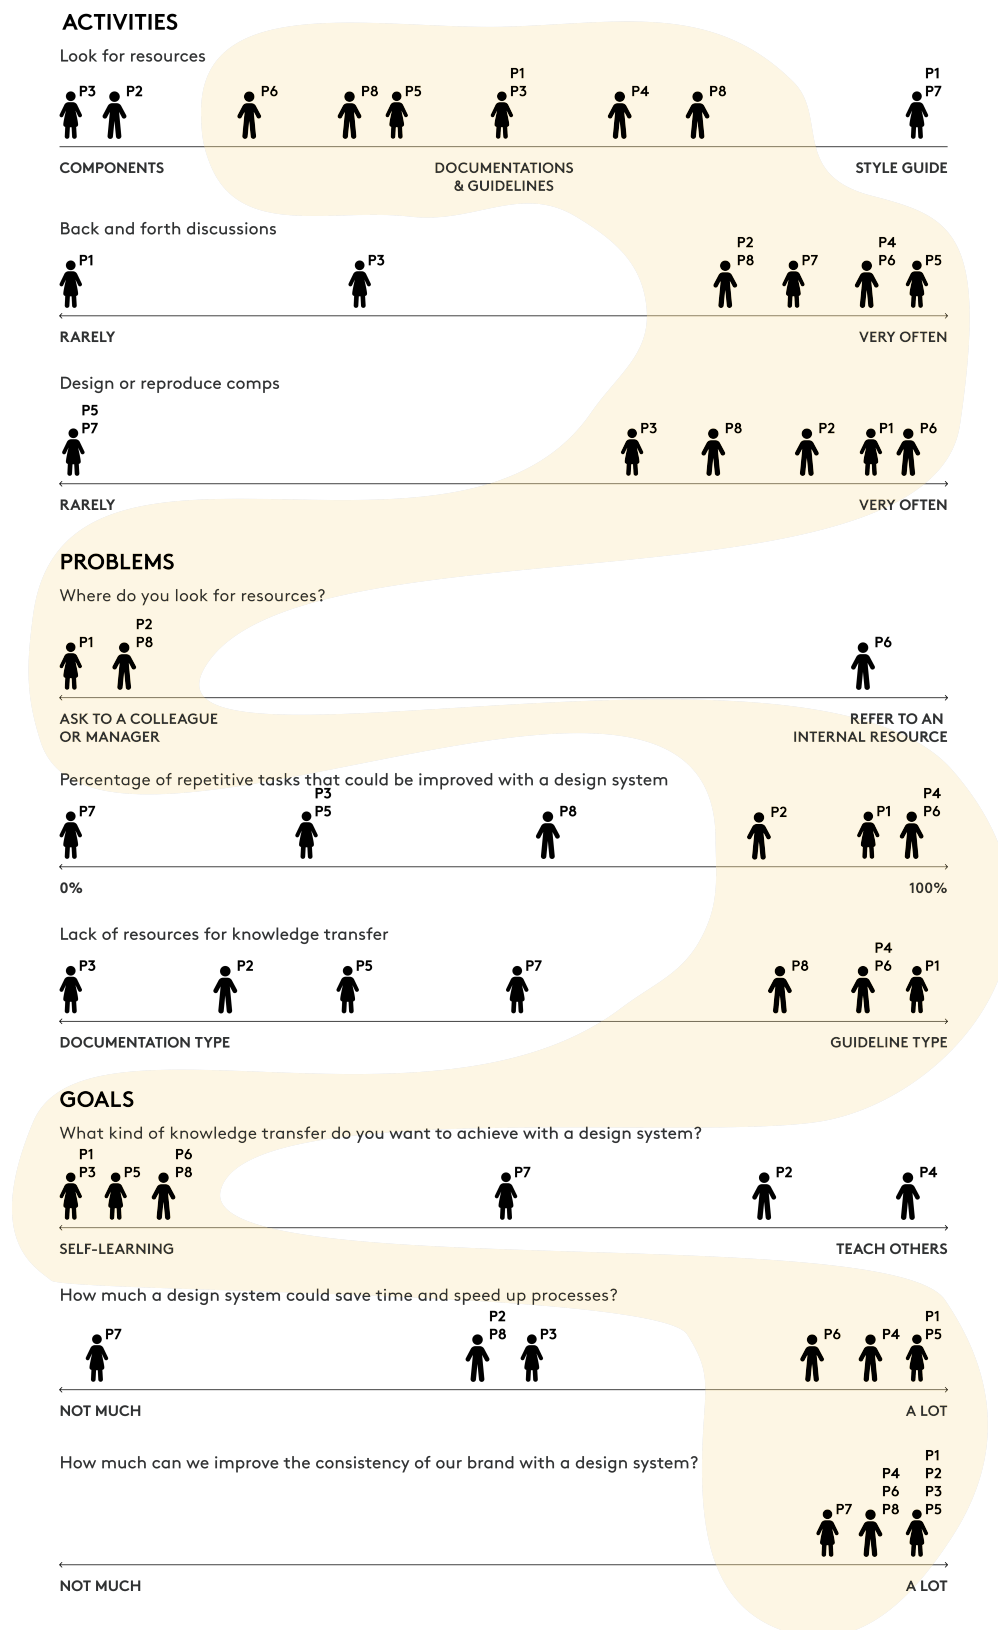 ACTIVITIES
Look for resources
P1 P1
P3 P2 P6 P8 P5 P3 P4 P8 P7
COMPONENTS DOCUMENTATIONS STYLE GUIDE
& GUIDELINES
Back and forth discussions
P2 P4
P1 P3 P8 P7 P6 P5
RARELY VERY OFTEN
Design or reproduce comps
P5
P7 P3 P8 P2 P1 P6
RARELY VERY OFTEN
PROBLEMS
Where do you look for resources?
P2
P1 P8 P6
ASK TO A COLLEAGUE REFER TO AN
OR MANAGER INTERNAL RESOURCE
Percentage of repetitive tasks that could be improved with a design system
P3 P4
P7 P5 P8 P2 P1 P6
0% 100%
Lack of resources for knowledge transfer
P4
P3 P2 P5 P7 P8 P6 P1
DOCUMENTATION TYPE GUIDELINE TYPE
GOALS
What kind of knowledge transfer do you want to achieve with a design system?
P1 P6
P3 P5 P8 P7 P2 P4
SELF-LEARNING TEACH OTHERS
How much a design system could save time and speed up processes?
P2 P1
P7 P8 P3 P6 P4 P5
NOT MUCH A LOT
How much can we improve the consistency of our brand with a design system?
P1
P4 P2
P6 P3
P7 P8 P5
NOT MUCH A LOT